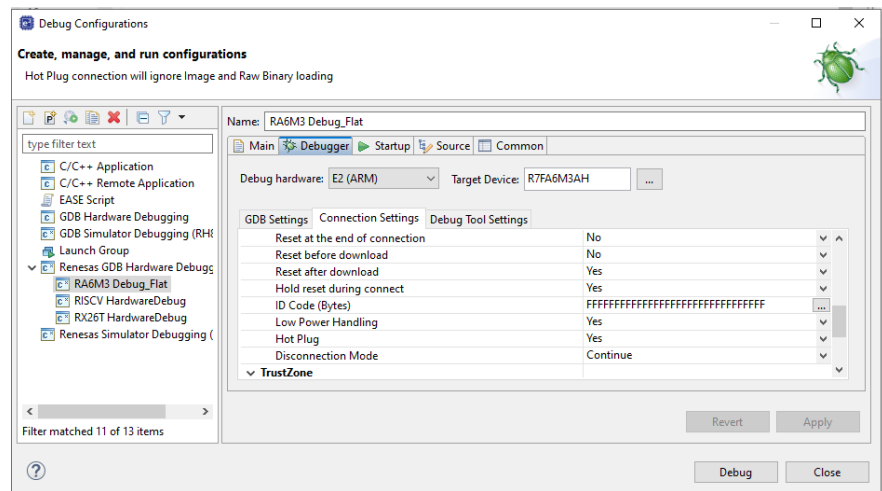 Debug Configurations
Create, manage, and run configurations
Hot Plug connection will ignore Image and Raw Binary loading
type filter text
C/C++ Application
C/C++ Remote Application
EASE Script
GDB Hardware Debugging
GDB Simulator Debugging (RH8
Launch Group
Renesas GDB Hardware Debugg
RA6M3 Debug_Flat
RISCV HardwareDebug
RX26T HardwareDebug
Renesas Simulator Debugging (
Filter matched 11 of 13 items
Name: RA6M3 Debug_Flat
Main Debugger Startup Source Common
Debug hardware: E2 (ARM) Target Device: R7FA6M3AH ...
GDB Settings Connection Settings Debug Tool Settings
Reset at the end of connection No
Reset before download No
Reset after download Yes
Hold reset during connect Yes
ID Code (Bytes) FFFFFFFFFFFFFFFFFFFFFFFFFFFFFFFF ...
Low Power Handling Yes
Hot Plug Yes
Disconnection Mode Continue
TrustZone
Revert Apply
? Debug Close